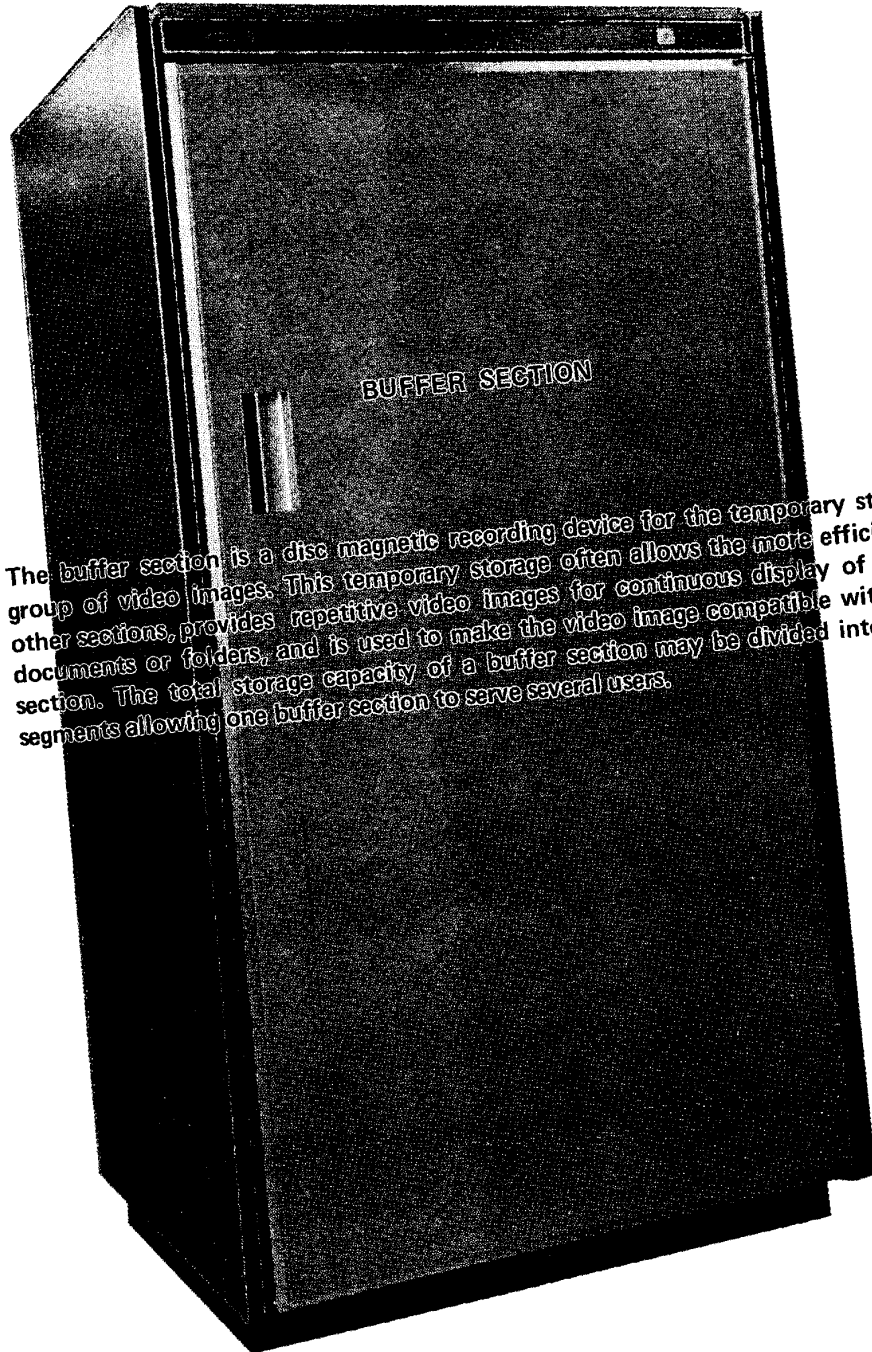 BUFFER SECTION
The buffer section is a disc magnetic recording device for the temporary st
group of video images. This temporary storage often allows the more effici
other sections, provides repetitive video images for continuous display of
documents or folders, and is used to make the video image compatible wit
section. The total storage capacity of a buffer section may be divided into
segments allowing one buffer section to serve several users.